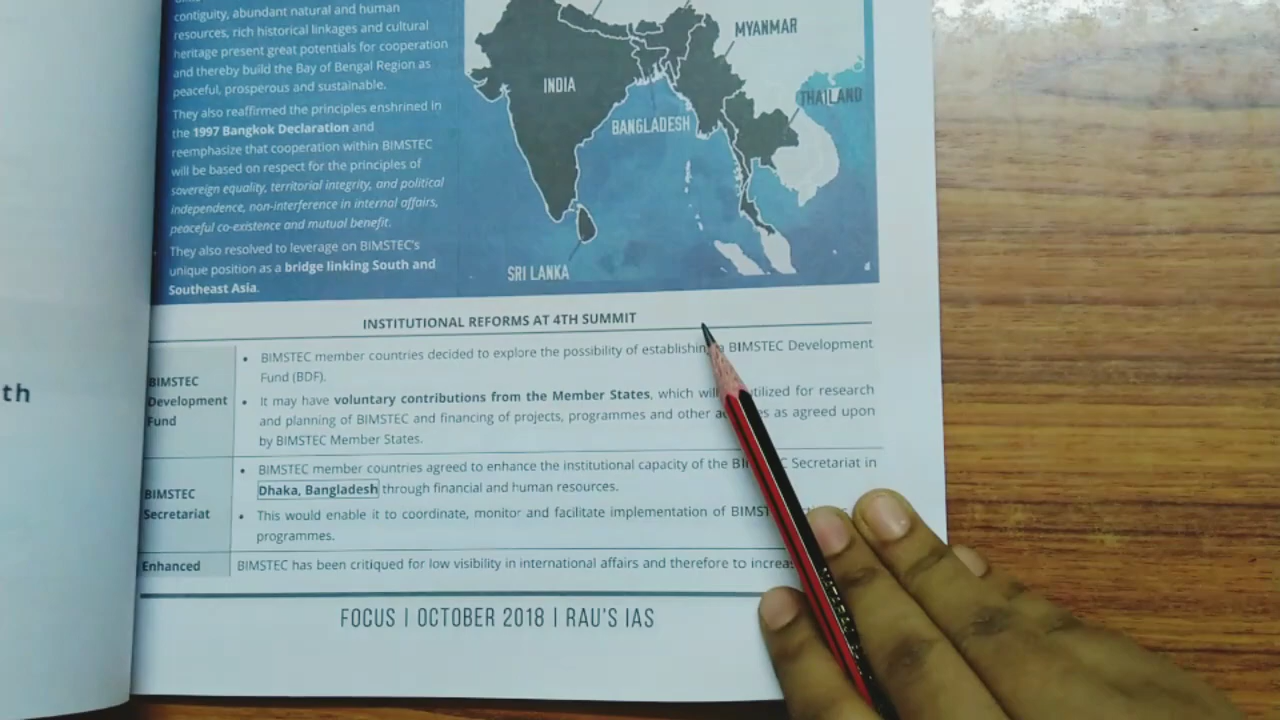 contiguity, abundant natural and human
resources, rich historical linkages and cultural
heritage present great potentials for cooperation
and thereby build the Bay of Bengal Region as
peaceful, prosperous and sustainable.
They also reaffirmed the principles enshrined in
the 1997 Bangkok Declaration and
reemphasize that cooperation within BIMSTEC
will be based on respect for the principles of
sovereign equality, territorial integrity, and political
independence, non-interference in internal affairs,
peaceful co-existence and mutual benefit.
They also resolved to leverage on BIMSTEC's
unique position as a bridge linking South and
Southeast Asia.
MYANMAR
INDIA
THAILAND
BANGLADESH
SRI LANKA
th
INSTITUTIONAL REFORMS AT 4TH SUMMIT
BIMSTEC
Development
Fund
• BIMSTEC member countries decided to explore the possibility of establishing a BIMSTEC Development
Fund (BDF).
• It may have voluntary contributions from the Member States, which will utilized for research
and planning of BIMSTEC and financing of projects, programmes and other as agreed upon
by BIMSTEC Member States.
BIMSTEC
Secretariat
• BIMSTEC member countries agreed to enhance the institutional capacity of the BIMSTEC Secretariat in
Dhaka, Bangladesh through financial and human resources.
• This would enable it to coordinate, monitor and facilitate implementation of
programmes.
Enhanced
BIMSTEC has been critiqued for low visibility in international affairs and therefore to
FOCUS | OCTOBER 2018 | RAU'S IAS